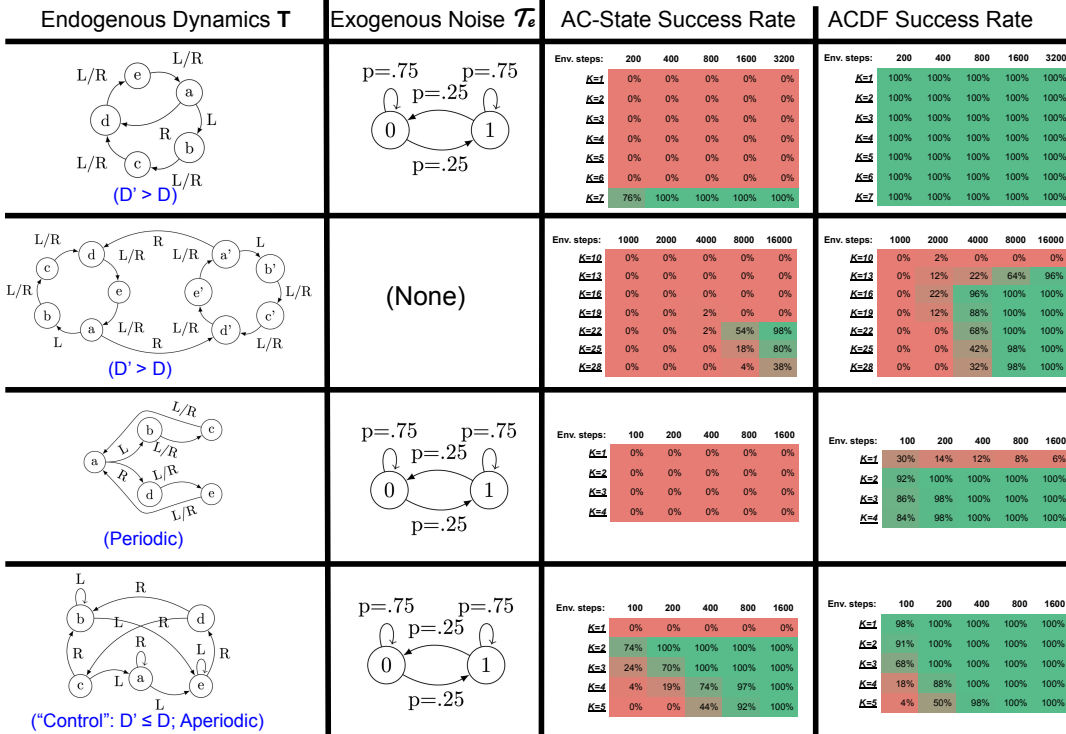 Endogenous Dynamics T
Exogenous Noise 𝒯e
AC-State Success Rate
ACDF Success Rate
L/R
L/R
e
a
d
R
L
b
c
L/R
L/R
(D' > D)
p=.75 p=.75
p=.25
0 1
p=.25
Env. steps: 200 400 800 1600 3200
K=1 0% 0% 0% 0% 0%
K=2 0% 0% 0% 0% 0%
K=3 0% 0% 0% 0% 0%
K=4 0% 0% 0% 0% 0%
K=5 0% 0% 0% 0% 0%
K=6 0% 0% 0% 0% 0%
K=7 76% 100% 100% 100% 100%
Env. steps: 200 400 800 1600 3200
K=1 100% 100% 100% 100% 100%
K=2 100% 100% 100% 100% 100%
K=3 100% 100% 100% 100% 100%
K=4 100% 100% 100% 100% 100%
K=5 100% 100% 100% 100% 100%
K=6 100% 100% 100% 100% 100%
K=7 100% 100% 100% 100% 100%
R
L/R d L/R L/R a' L
c b'
L/R e e' L/R
b a L/R L/R d' c'
L R L/R
(D' > D)
(None)
Env. steps: 1000 2000 4000 8000 16000
K=10 0% 0% 0% 0% 0%
K=13 0% 0% 0% 0% 0%
K=16 0% 0% 0% 0% 0%
K=19 0% 0% 2% 0% 0%
K=22 0% 0% 2% 54% 98%
K=25 0% 0% 0% 18% 80%
K=28 0% 0% 0% 4% 38%
Env. steps: 1000 2000 4000 8000 16000
K=10 0% 2% 0% 0% 0%
K=13 0% 12% 22% 64% 96%
K=16 0% 22% 96% 100% 100%
K=19 0% 12% 88% 100% 100%
K=22 0% 0% 68% 100% 100%
K=25 0% 0% 42% 98% 100%
K=28 0% 0% 32% 98% 100%
L/R
b c
L L/R
a
R L/R
d e
L/R
(Periodic)
p=.75 p=.75
p=.25
0 1
p=.25
Env. steps: 100 200 400 800 1600
K=1 0% 0% 0% 0% 0%
K=2 0% 0% 0% 0% 0%
K=3 0% 0% 0% 0% 0%
K=4 0% 0% 0% 0% 0%
Env. steps: 100 200 400 800 1600
K=1 30% 14% 12% 8% 6%
K=2 92% 100% 100% 100% 100%
K=3 86% 98% 100% 100% 100%
K=4 84% 98% 100% 100% 100%
L
R
b d
L R
R R L R
c L a e
L
("Control": D' ≤ D; Aperiodic)
p=.75 p=.75
p=.25
0 1
p=.25
Env. steps: 100 200 400 800 1600
K=1 0% 0% 0% 0% 0%
K=2 74% 100% 100% 100% 100%
K=3 24% 70% 100% 100% 100%
K=4 4% 19% 74% 97% 100%
K=5 0% 0% 44% 92% 100%
Env. steps: 100 200 400 800 1600
K=1 98% 100% 100% 100% 100%
K=2 91% 100% 100% 100% 100%
K=3 68% 100% 100% 100% 100%
K=4 18% 88% 100% 100% 100%
K=5 4% 50% 98% 100% 100%